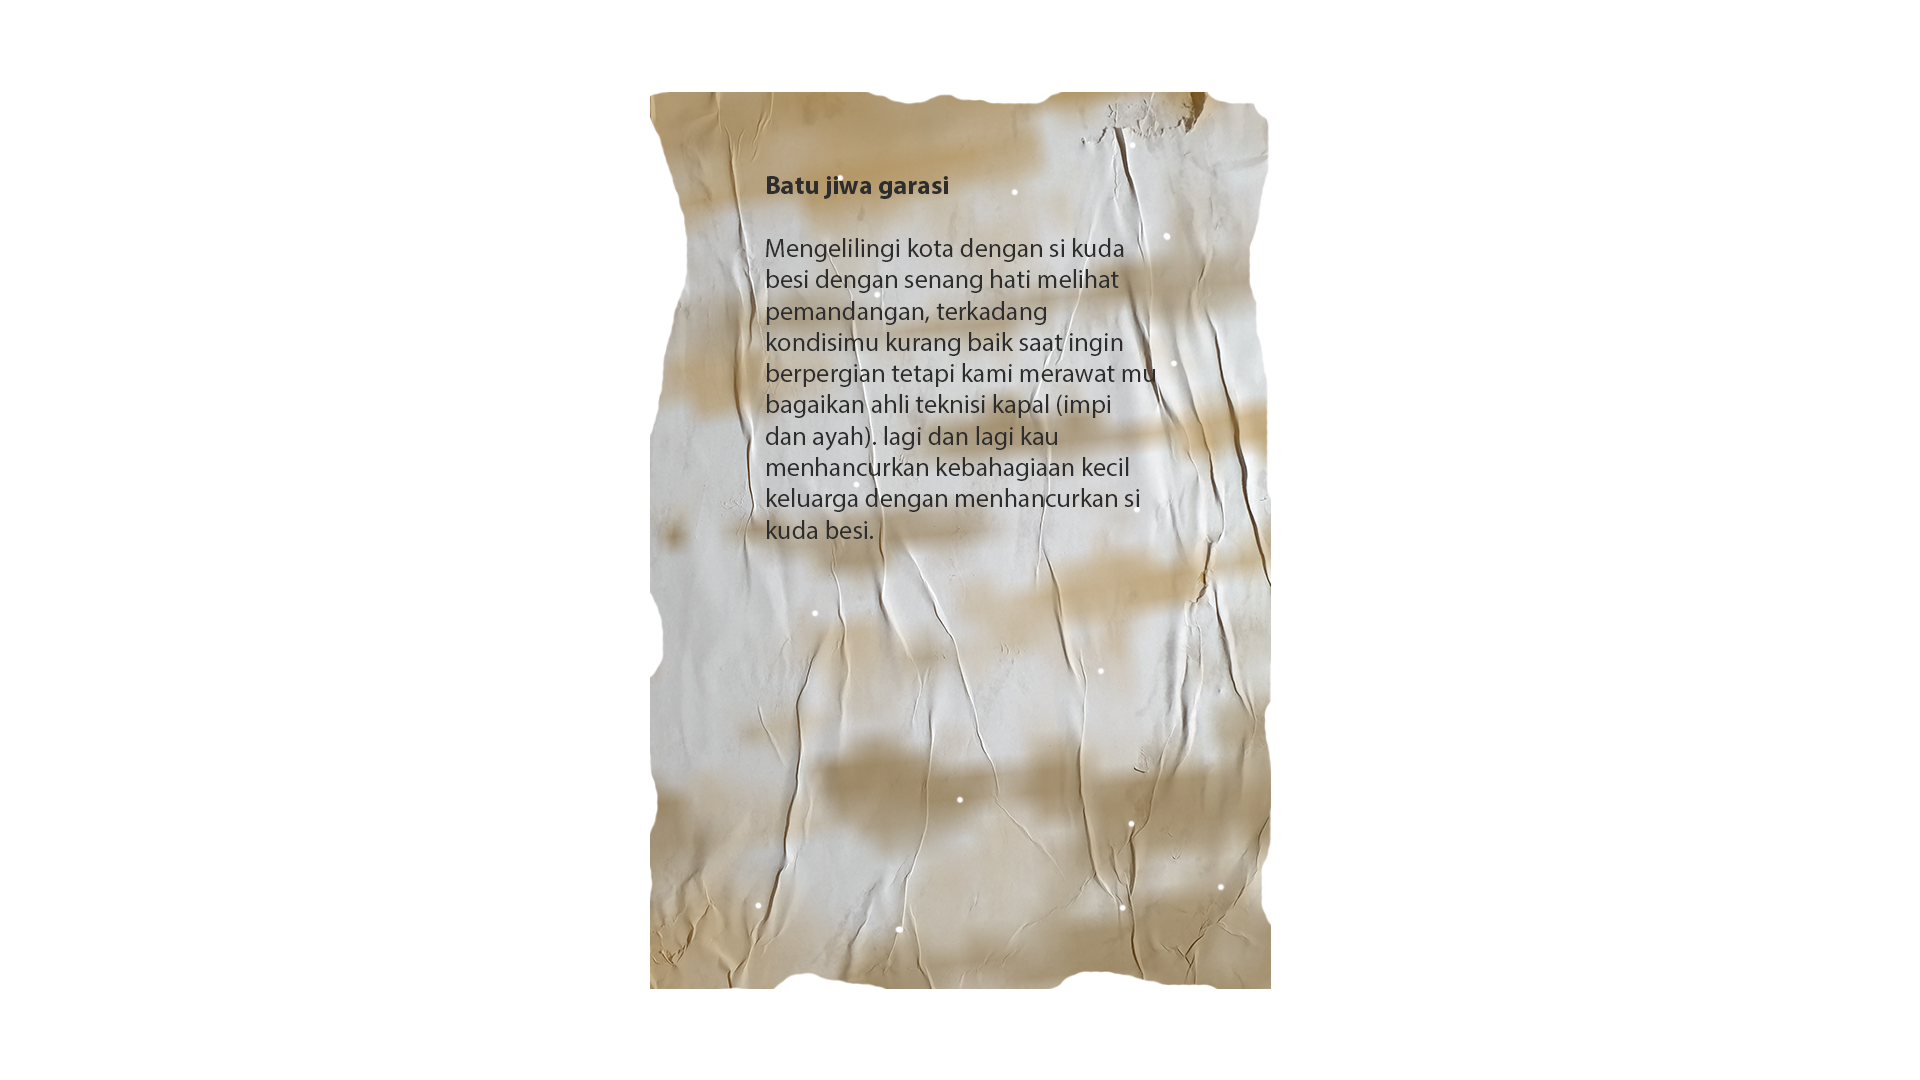 Batu jiwa garasi
Mengelilingi kota dengan si kuda
besi dengan senang hati melihat
pemandangan, terkadang
kondisimu kurang baik saat ingin
berpergian tetapi kami merawat mu
bagaikan ahli teknisi kapal (impi
dan ayah). lagi dan lagi kau
menhancurkan kebahagiaan kecil
keluarga dengan menhancurkan si
kuda besi.